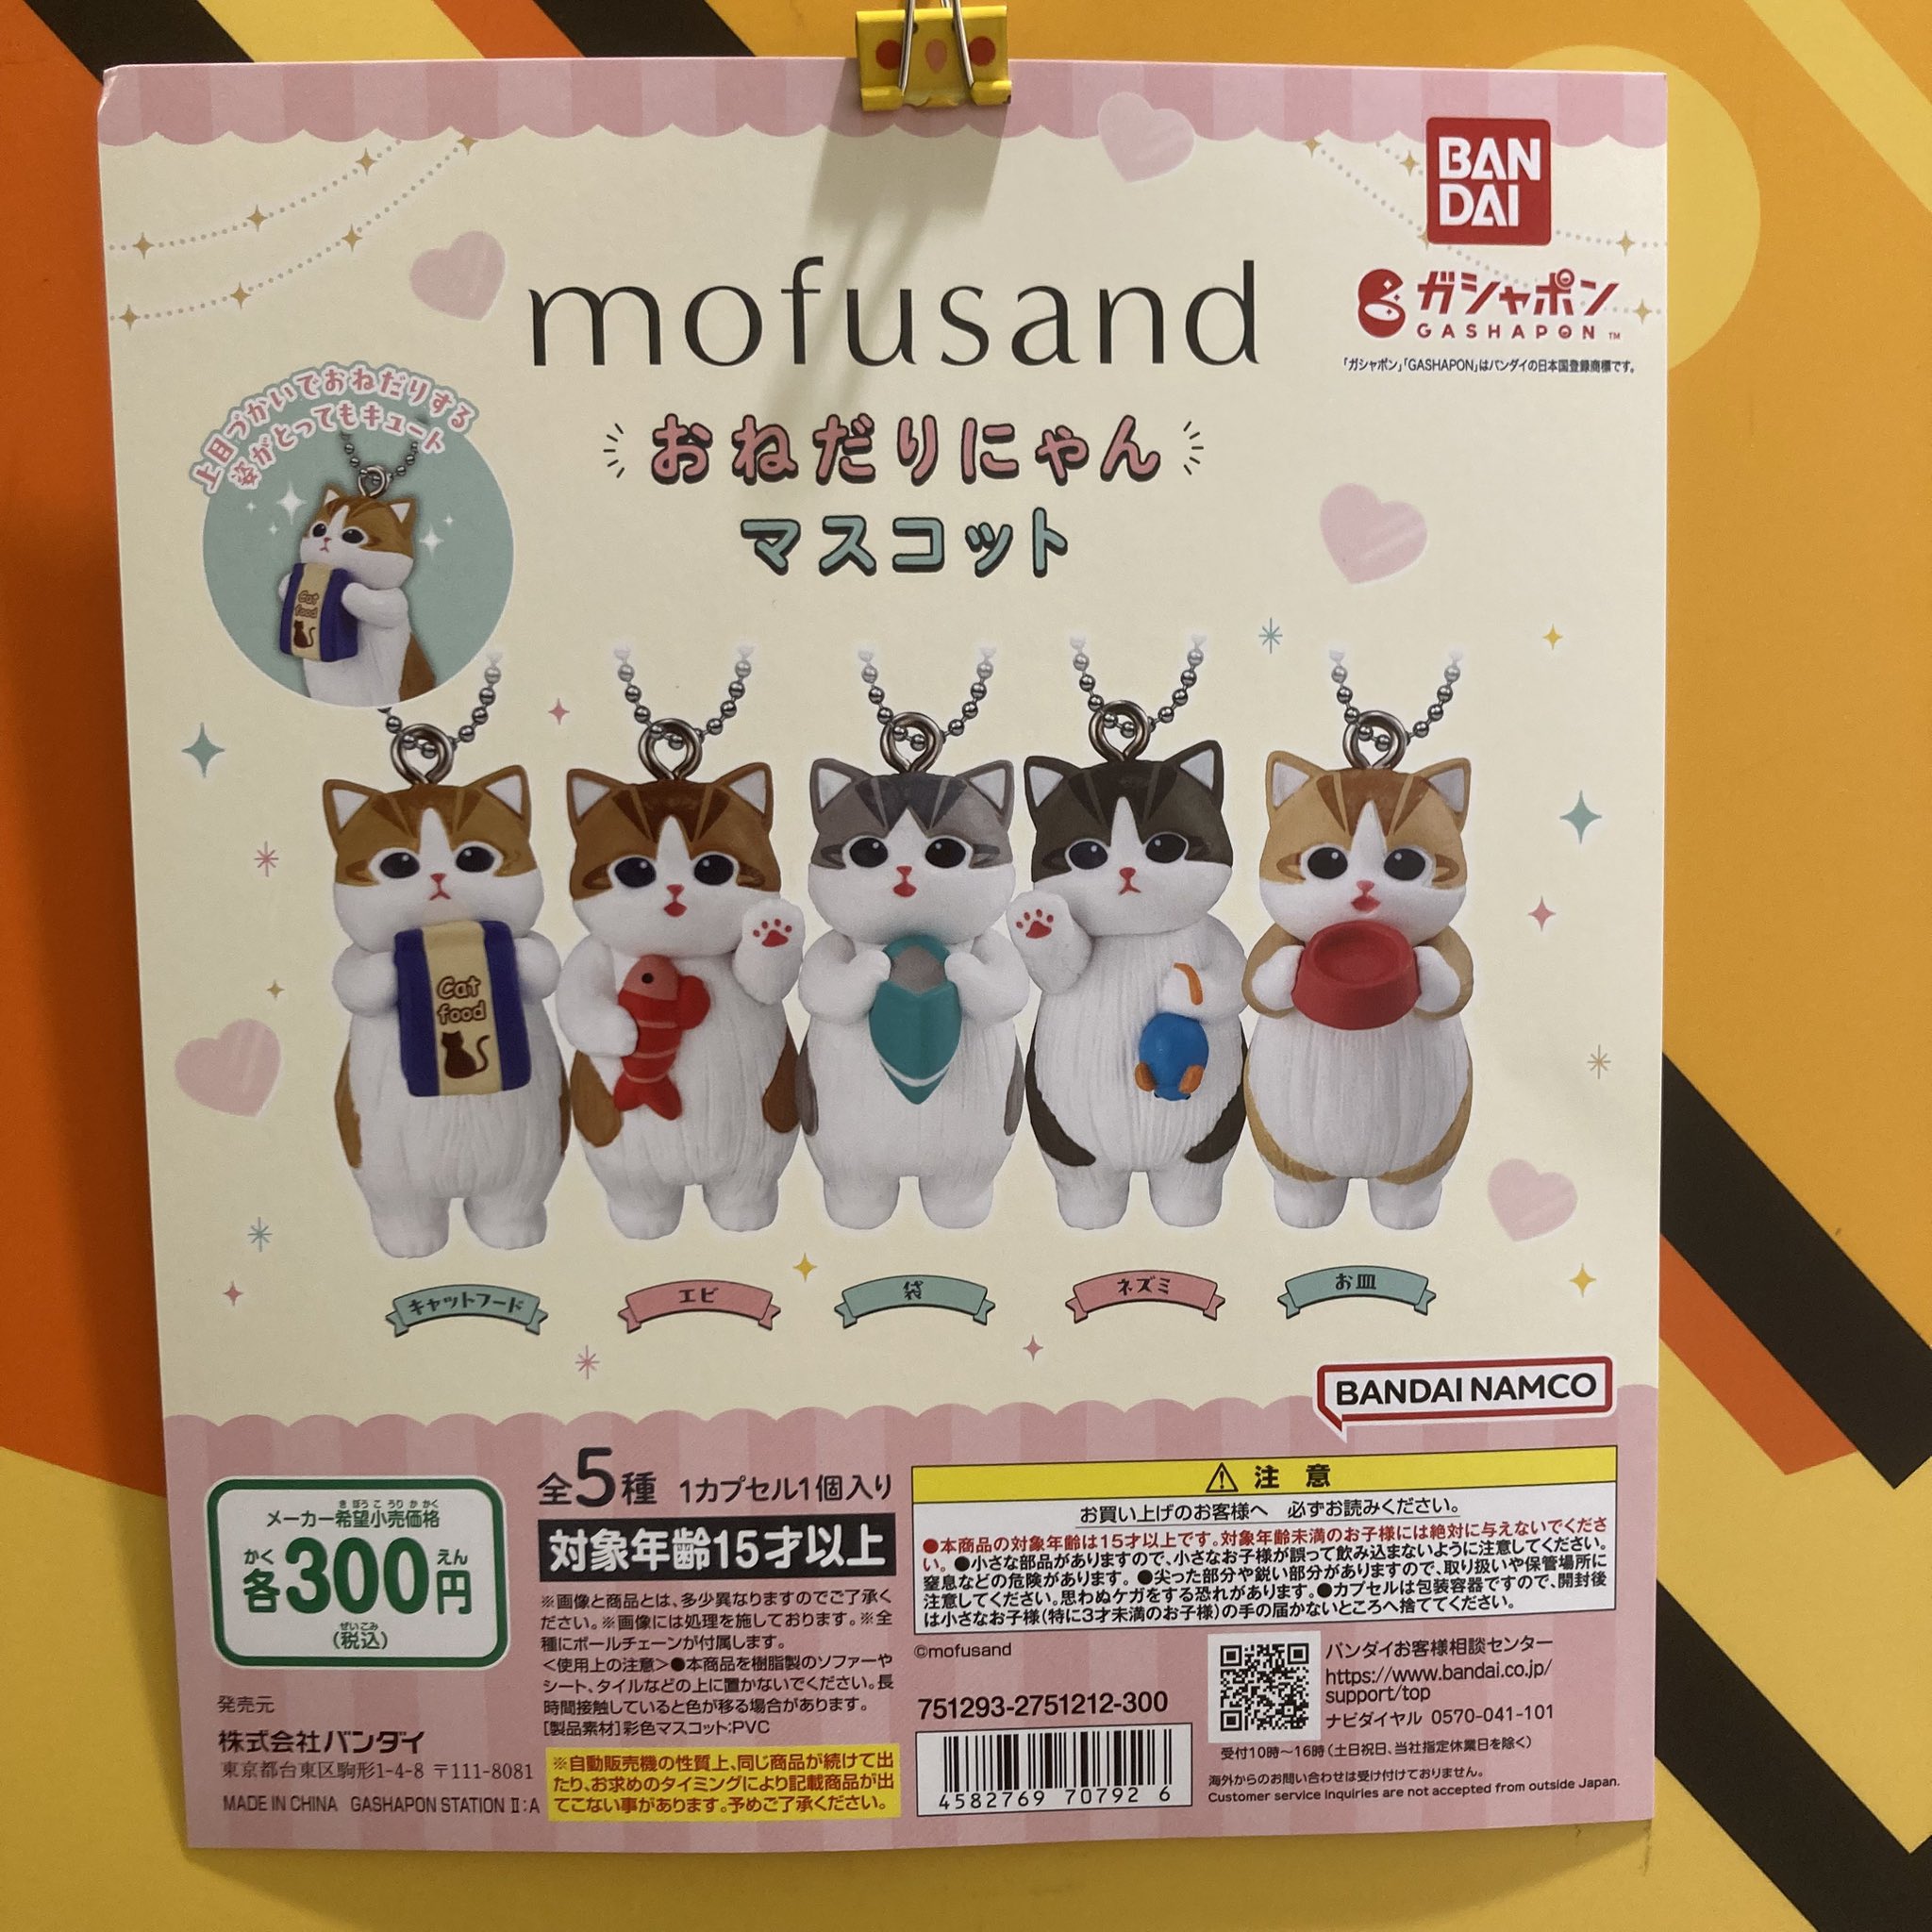 BAN
DAI
mofusand
ガシャポン
GASHAPON™
「ガシャポン」「GASHAPON」はバンダイの日本国登録商標です。
上目づかいでおねだりする
姿がとってもキュート
おねだりにゃん
マスコット
Cat
food
Cat
food
キャットフード
エビ
袋
ネズミ
お皿
BANDAI NAMCO
メーカー希望小売価格
きぼうこうりかかく
かく
えん
各300円
ぜいこみ
(税込)
発売元
株式会社バンダイ
東京都台東区駒形1-4-8 〒111-8081
MADE IN CHINA GASHAPON STATION Ⅱ:A
全5種 1カプセル1個入り
対象年齢15才以上
※画像と商品とは、多少異なりますのでご了承く
ださい。※画像には処理を施しております。※全
種にボールチェーンが付属します。
<使用上の注意>●本商品を樹脂製のソファーや
シート、タイルなどの上に置かないでください。長
時間接触していると色が移る場合があります。
[製品素材]彩色マスコット:PVC
※自動販売機の性質上、同じ商品が続けて出
たり、お求めのタイミングにより記載商品が出
てこない事があります。予めご了承ください。
⚠ 注意
お買い上げのお客様へ 必ずお読みください。
●本商品の対象年齢は15才以上です。対象年齢未満のお子様には絶対に与えないでくださ
い。●小さな部品がありますので、小さなお子様が誤って飲み込まないように注意してください。
窒息などの危険があります。●尖った部分や鋭い部分がありますので、取り扱いや保管場所に
注意してください。思わぬケガをする恐れがあります。●カプセルは包装容器ですので、開封後
は小さなお子様(特に3才未満のお子様)の手の届かないところへ捨ててください。
©mofusand
751293-2751212-300
4582769 70792 6
バンダイお客様相談センター
https://www.bandai.co.jp/
support/top
ナビダイヤル 0570-041-101
受付10時～16時(土日祝日、当社指定休業日を除く)
海外からのお問い合わせは受け付けておりません。
Customer service inquiries are not accepted from outside Japan.